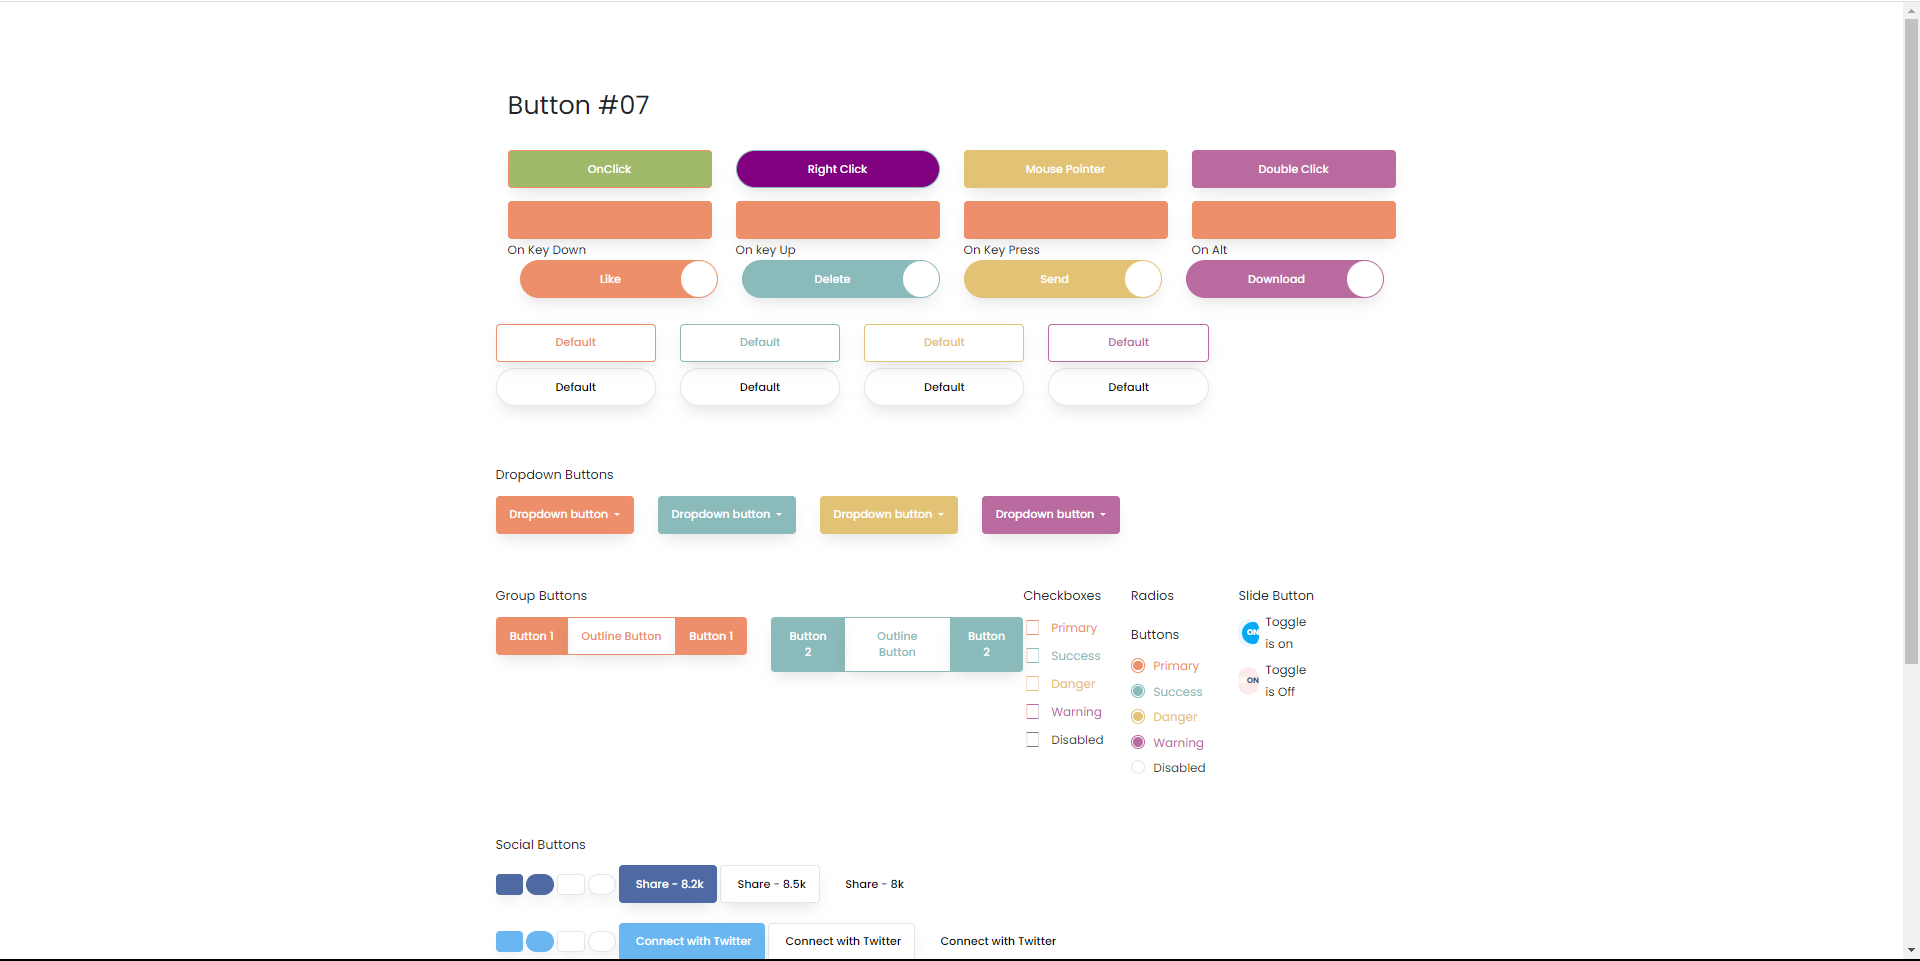 Button #07
OnClick
Right Click
Mouse Pointer
Double Click
On Key Down
On key Up
On Key Press
On Alt
Like
Delete
Send
Download
Default
Default
Default
Default
Default
Default
Default
Default
Dropdown Buttons
Dropdown button
Dropdown button
Dropdown button
Dropdown button
Group Buttons
Button 1
Outline Button
Button 1
Button
2
Outline
Button
Button
2
Checkboxes
Primary
Success
Danger
Warning
Disabled
Radios
Buttons
Primary
Success
Danger
Warning
Disabled
Slide Button
ON
Toggle
is on
ON
Toggle
is Off
Social Buttons
Share - 8.2k
Share - 8.5k
Share - 8k
Connect with Twitter
Connect with Twitter
Connect with Twitter